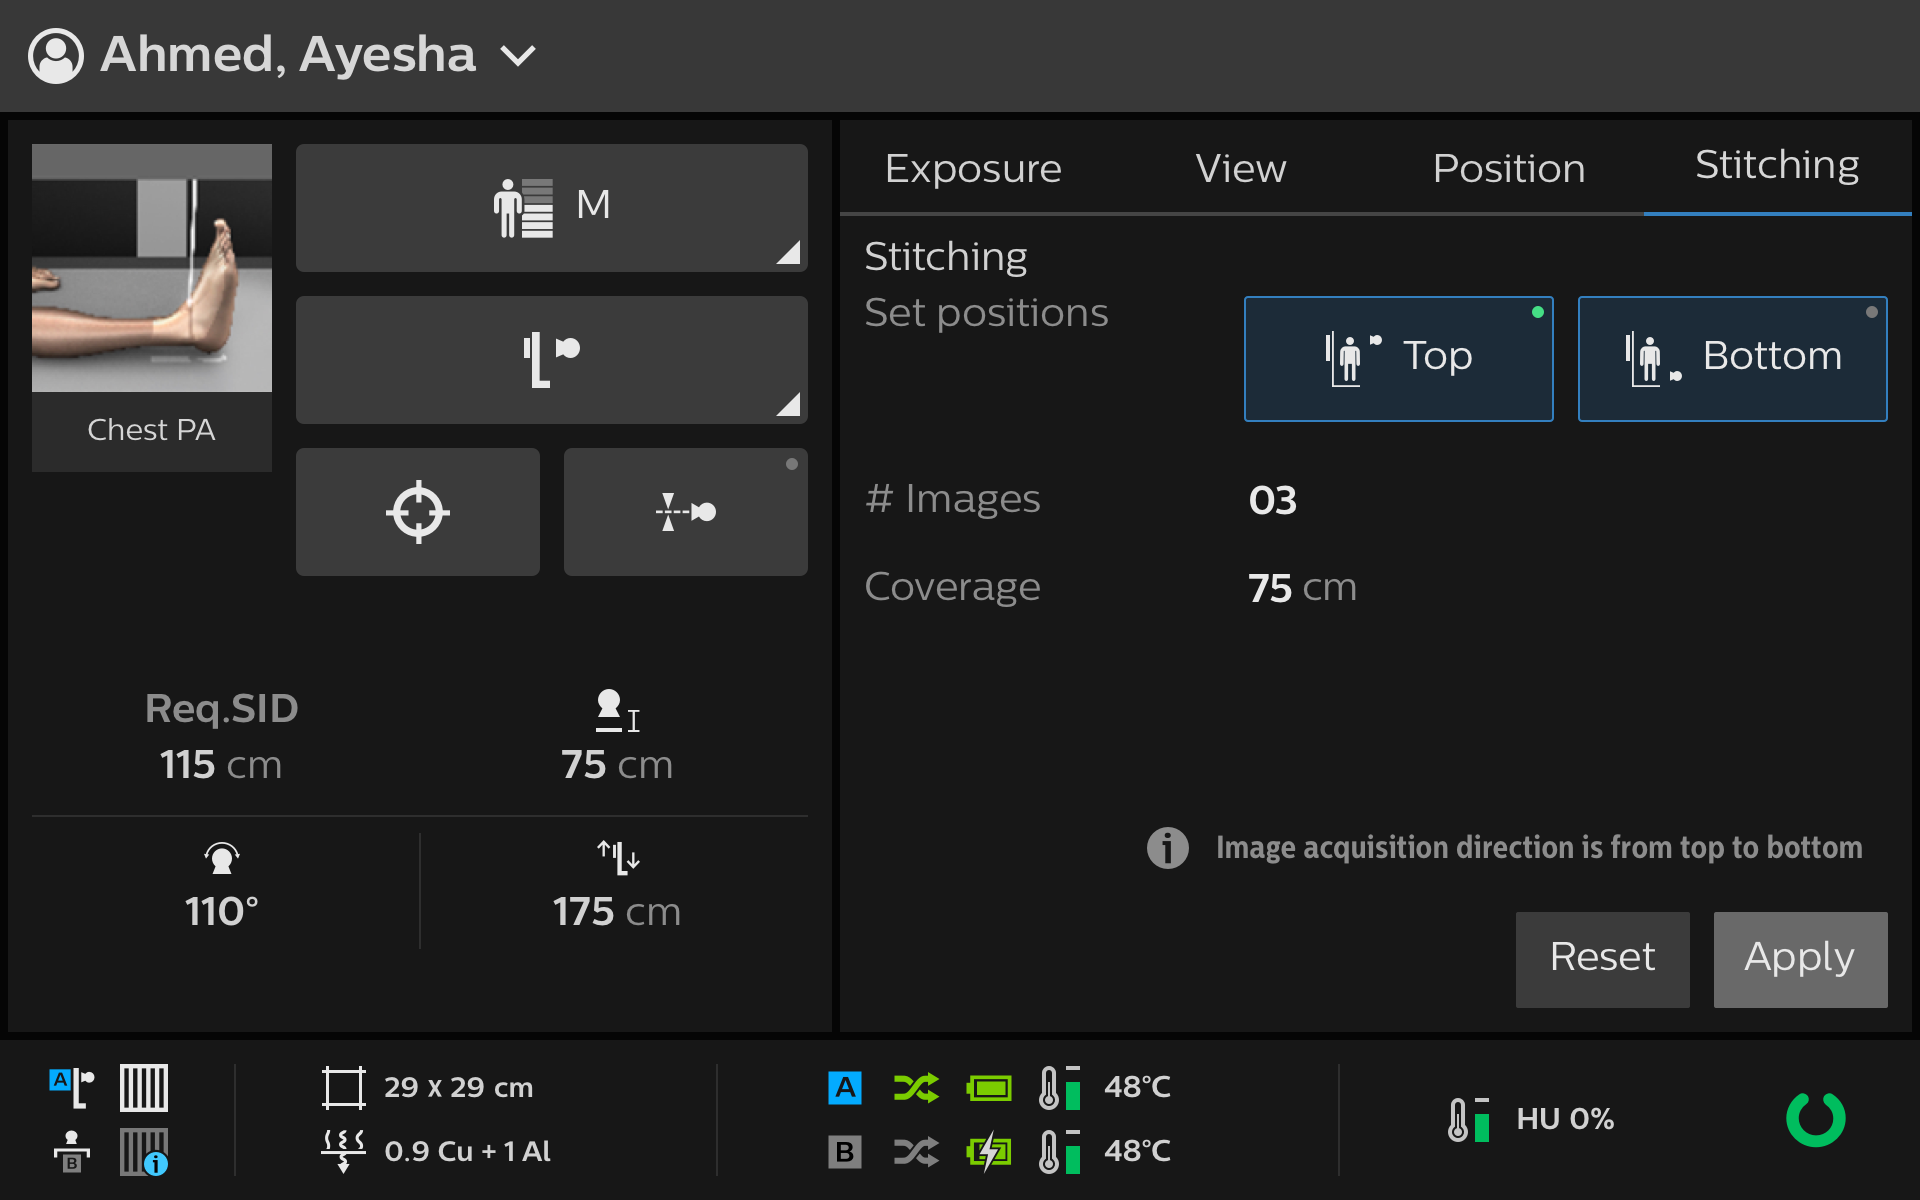 Ahmed, Ayesha
Chest PA
M
Req.SID
115 cm
75 cm
110°
175 cm
Exposure
View
Position
Stitching
Stitching
Set positions
Top
Bottom
# Images
03
Coverage
75 cm
Image acquisition direction is from top to bottom
Reset
Apply
A
B
29 x 29 cm
0.9 Cu + 1 Al
A
48°C
B
48°C
HU 0%